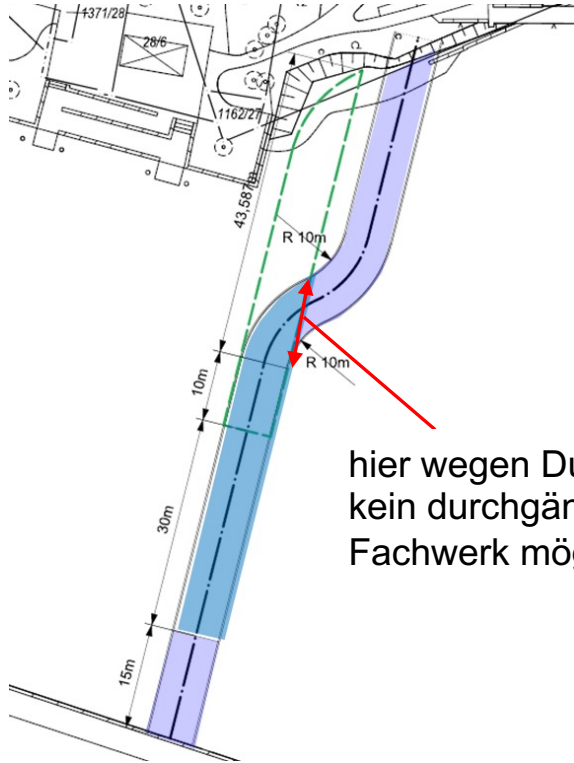 1371/28
28/6
1162/27
43,587m
R 10m
R 10m
10m
30m
15m
hier wegen Du
kein durchgän
Fachwerk mög